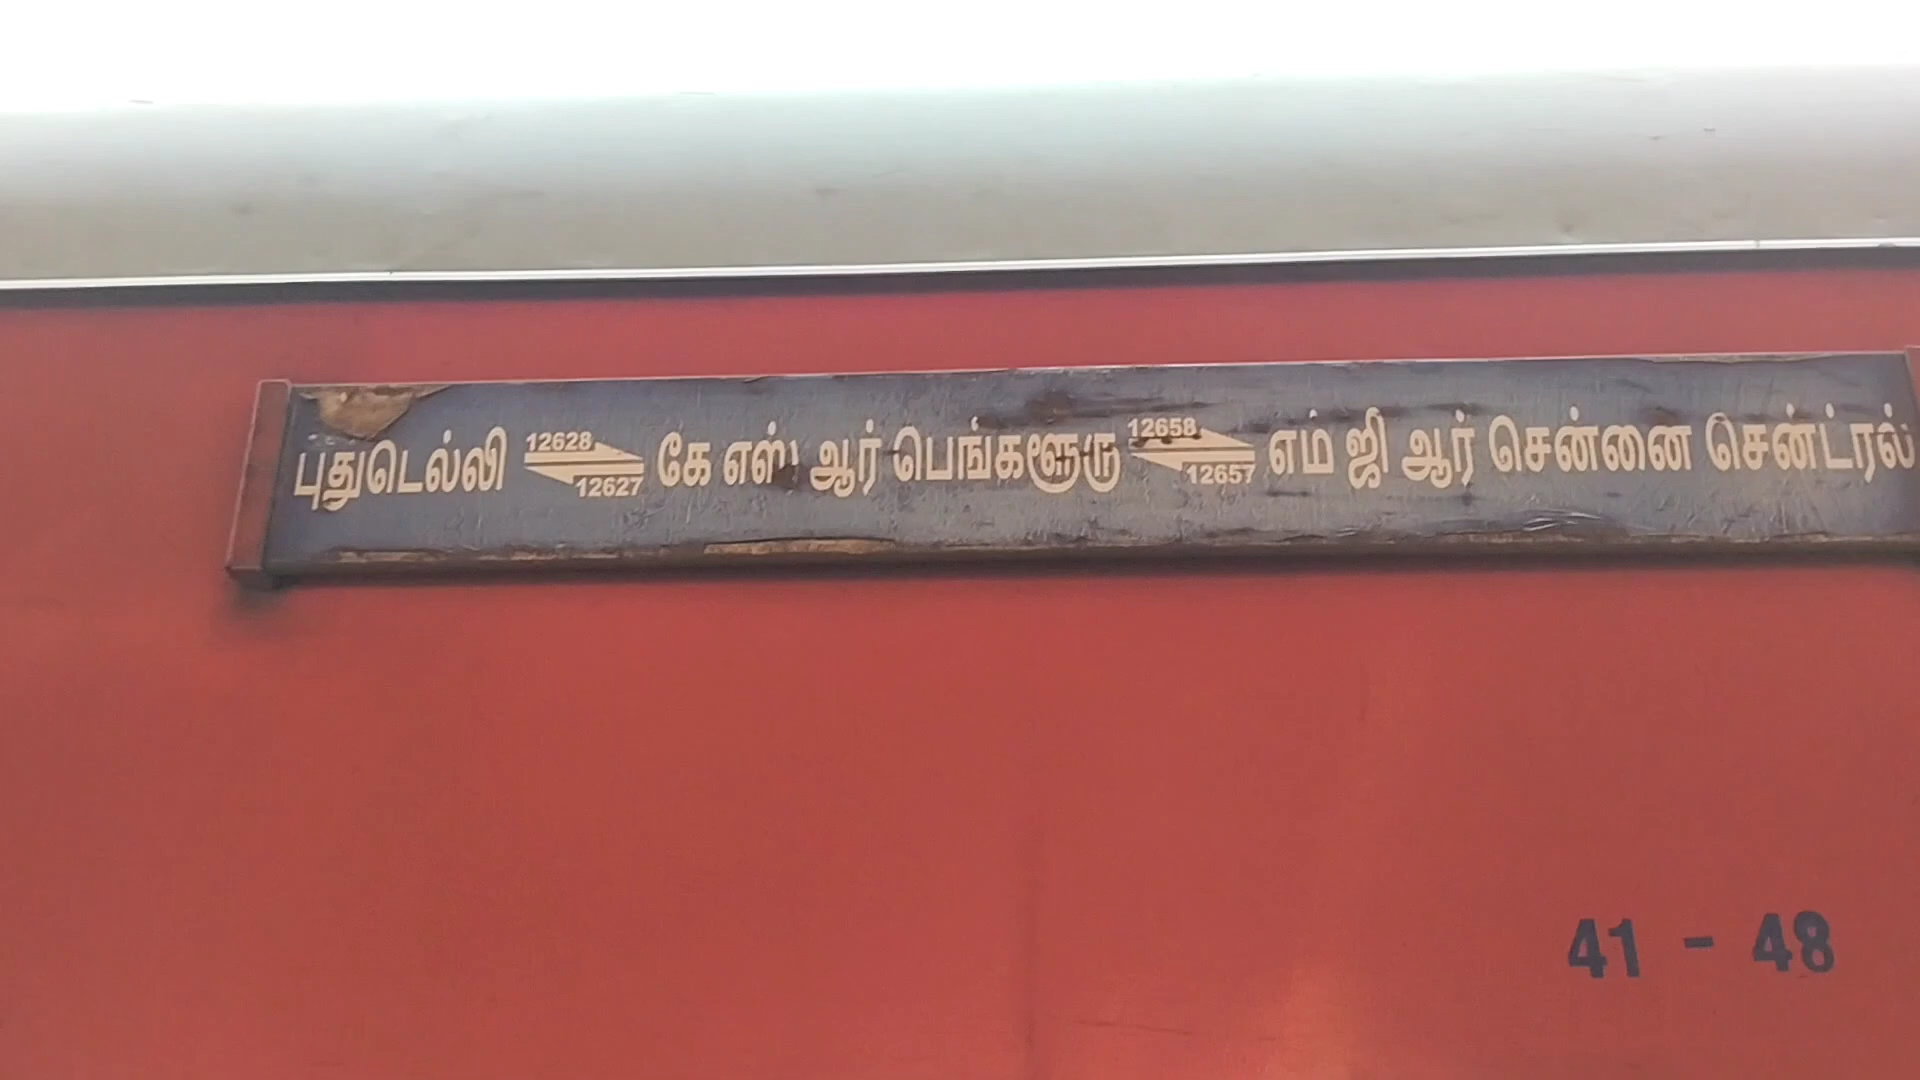 புதுடெல்லி 12628 12627 கே எஸ் ஆர் பெங்களூரு 12658 12657 எம் ஜி ஆர் சென்னை சென்ட்ரல்
41 - 48